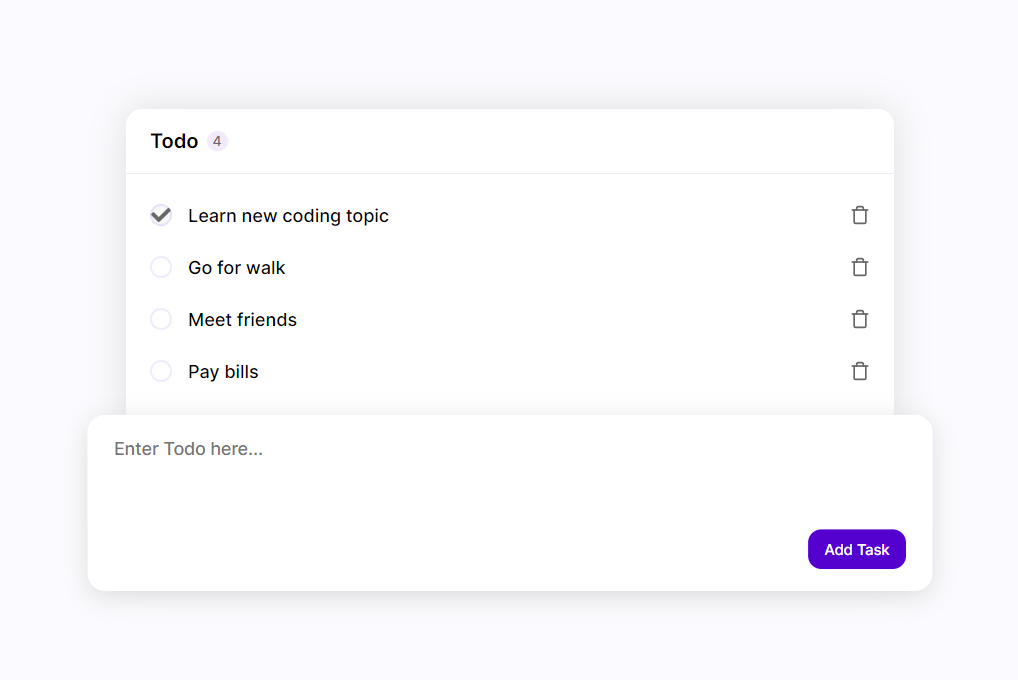 Todo 4
Learn new coding topic
Go for walk
Meet friends
Pay bills
Enter Todo here...
Add Task